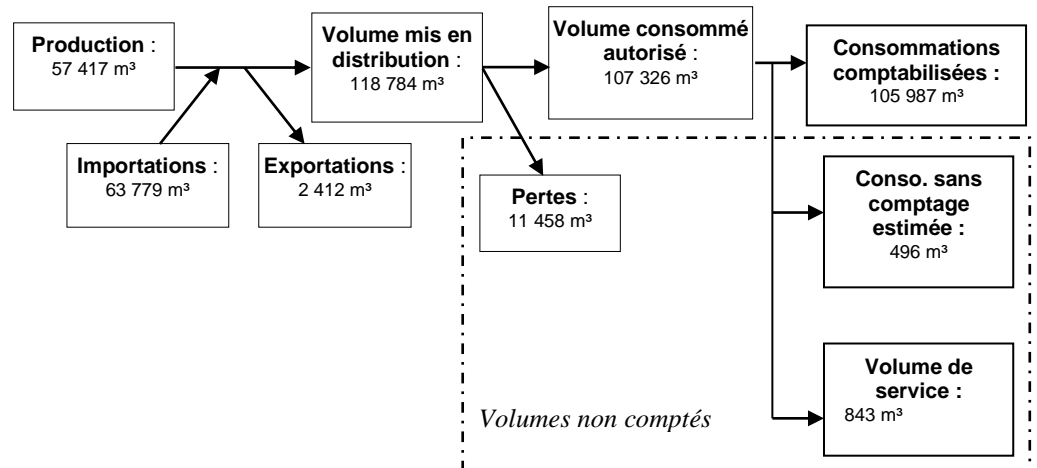 Production :
57 417 m³
Volume mis en
distribution :
118 784 m³
Volume consommé
autorisé :
107 326 m³
Consommations
comptabilisées :
105 987 m³
Importations :
63 779 m³
Exportations :
2 412 m³
Pertes :
11 458 m³
Conso. sans
comptage
estimée :
496 m³
Volume de
service :
843 m³
Volumes non comptés